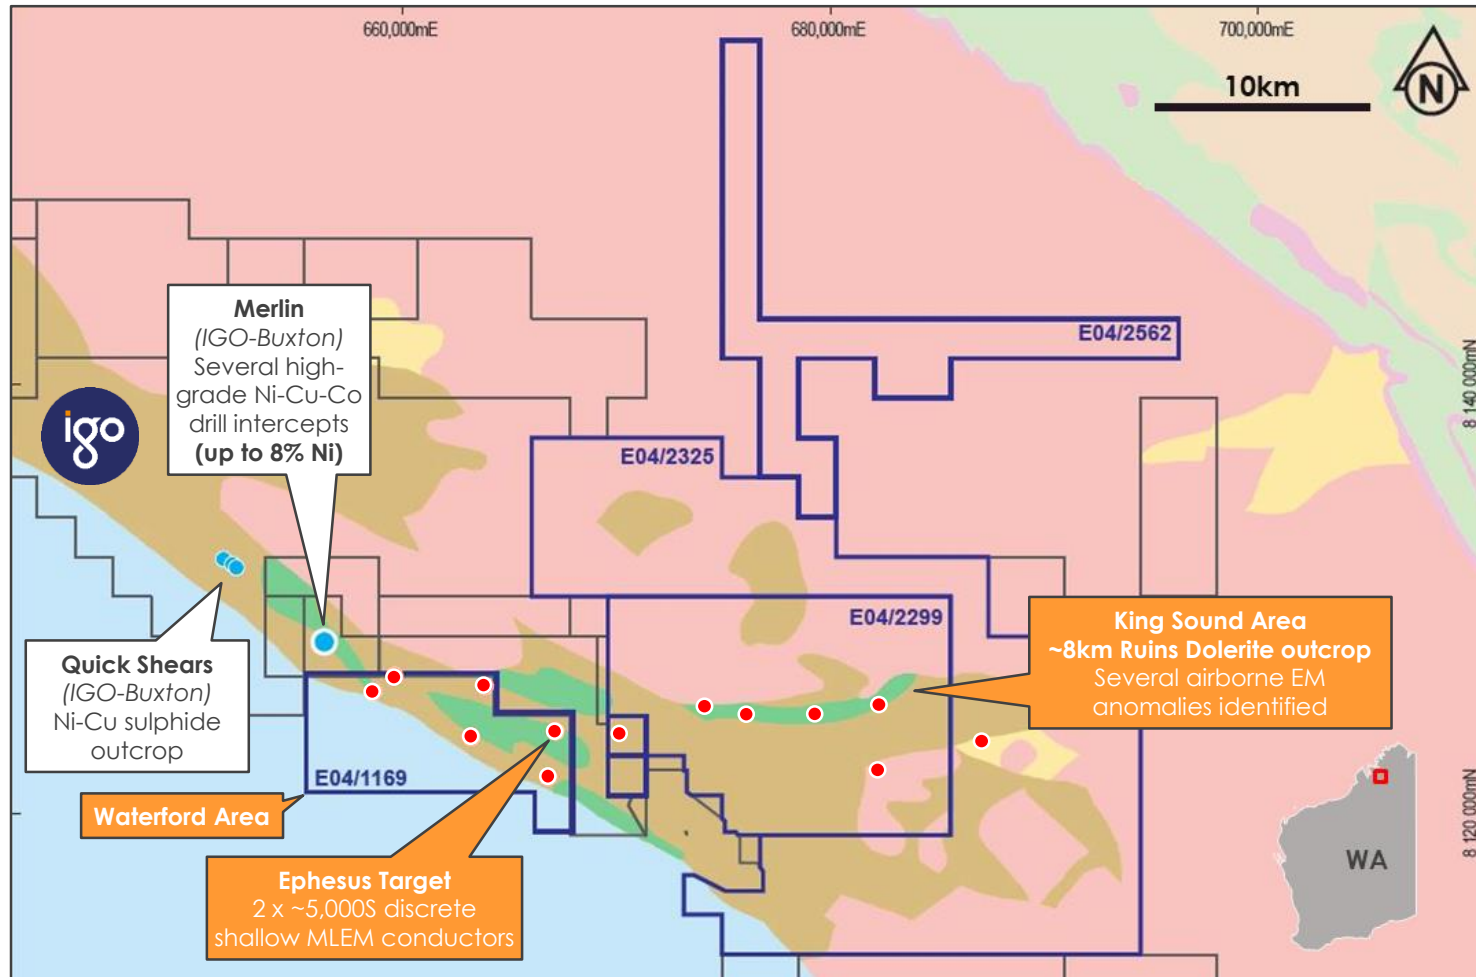 660,000mE
680,000mE
700,000mE
10km
N
8 140 000mN
8 120 000mN
E04/2562
E04/2325
E04/2299
E04/1169
igo
Merlin
(IGO-Buxton)
Several high-
grade Ni-Cu-Co
drill intercepts
(up to 8% Ni)
Quick Shears
(IGO-Buxton)
Ni-Cu sulphide
outcrop
Waterford Area
Ephesus Target
2 x ~5,000S discrete
shallow MLEM conductors
King Sound Area
~8km Ruins Dolerite outcrop
Several airborne EM
anomalies identified
WA